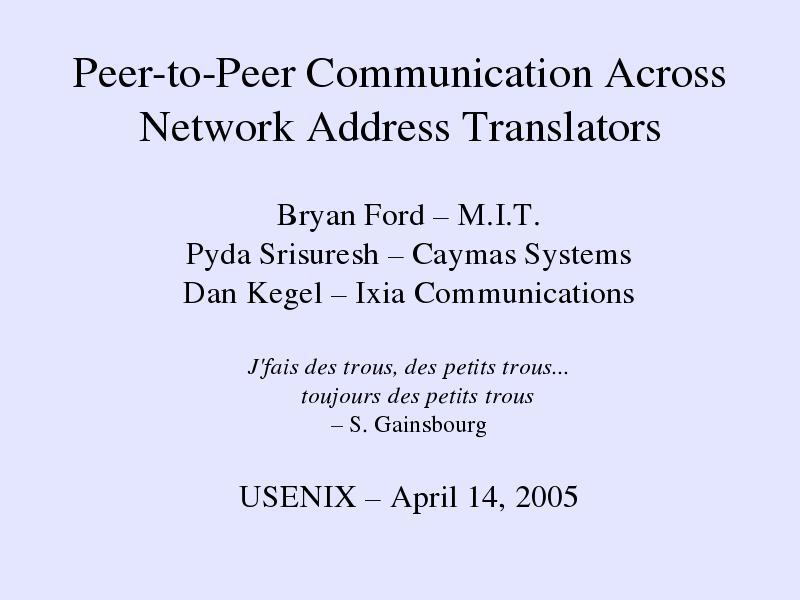 Peer-to-Peer Communication Across
Network Address Translators
Bryan Ford – M.I.T.
Pyda Srisuresh – Caymas Systems
Dan Kegel – Ixia Communications
J'fais des trous, des petits trous...
toujours des petits trous
– S. Gainsbourg
USENIX – April 14, 2005